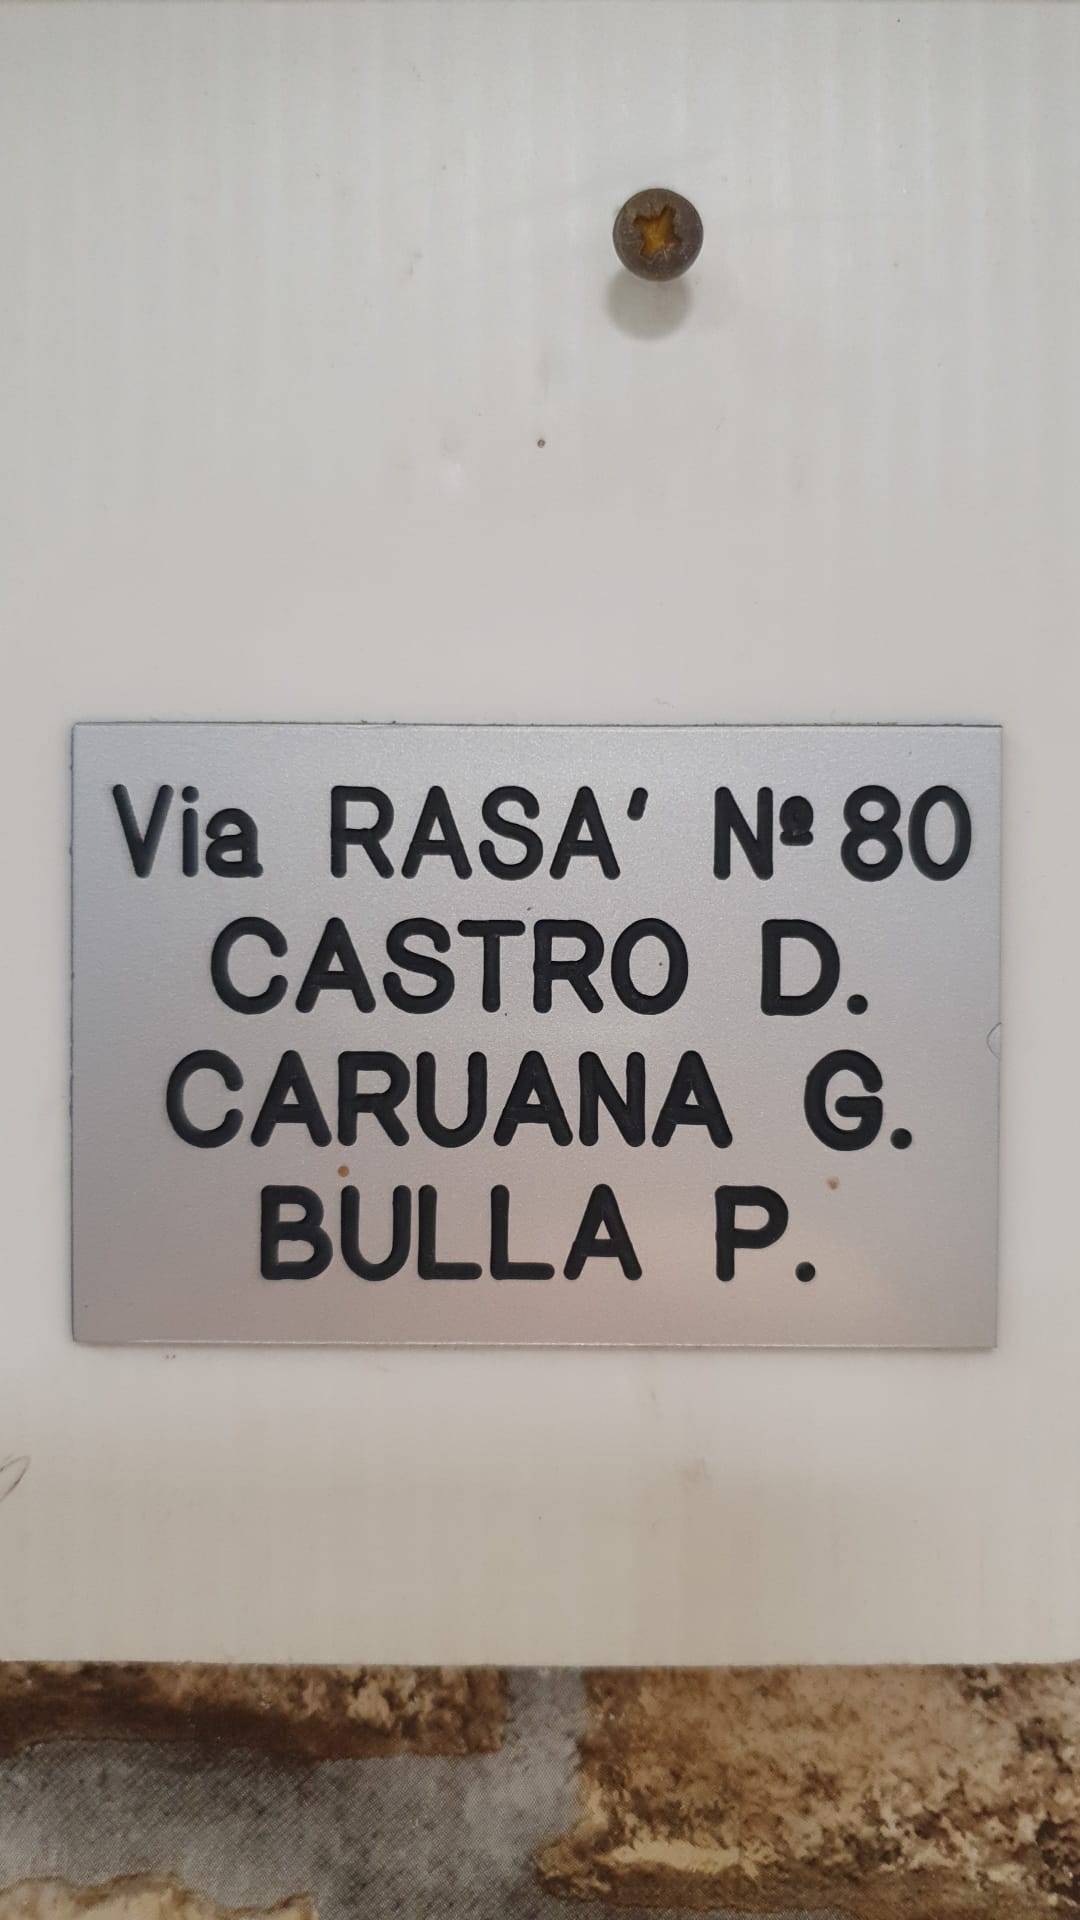 Via RASA' Nº 80
CASTRO D.
CARUANA G.
BULLA P.